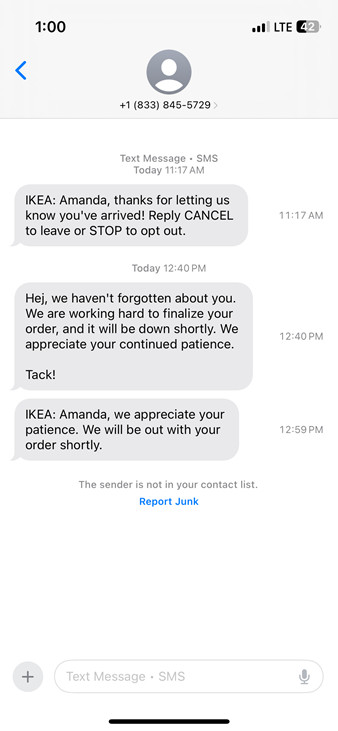 1:00
LTE 42
+1 (833) 845-5729
Text Message • SMS
Today 11:17 AM
IKEA: Amanda, thanks for letting us
know you've arrived! Reply CANCEL
to leave or STOP to opt out.
11:17 AM
Today 12:40 PM
Hej, we haven't forgotten about you.
We are working hard to finalize your
order, and it will be down shortly. We
appreciate your continued patience.
Tack!
12:40 PM
IKEA: Amanda, we appreciate your
patience. We will be out with your
order shortly.
12:59 PM
The sender is not in your contact list.
Report Junk
Text Message • SMS